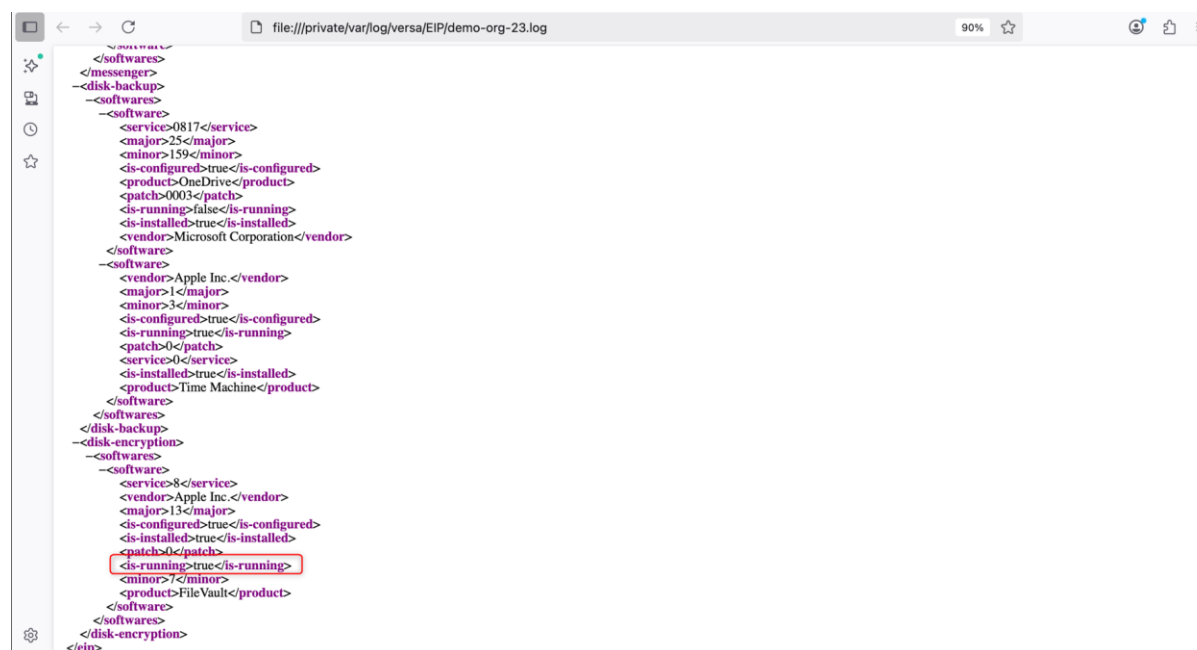 file:///private/var/log/versa/EIP/demo-org-23.log
90%
</software>
</softwares>
</messenger>
–<disk-backup>
–<softwares>
–<software>
<service>0817</service>
<major>25</major>
<minor>159</minor>
<is-configured>true</is-configured>
<product>OneDrive</product>
<patch>0003</patch>
<is-running>false</is-running>
<is-installed>true</is-installed>
<vendor>Microsoft Corporation</vendor>
</software>
–<software>
<vendor>Apple Inc.</vendor>
<major>1</major>
<minor>3</minor>
<is-configured>true</is-configured>
<is-running>true</is-running>
<patch>0</patch>
<service>0</service>
<is-installed>true</is-installed>
<product>Time Machine</product>
</software>
</softwares>
</disk-backup>
–<disk-encryption>
–<softwares>
–<software>
<service>8</service>
<vendor>Apple Inc.</vendor>
<major>13</major>
<is-configured>true</is-configured>
<is-installed>true</is-installed>
<patch>0</patch>
<is-running>true</is-running>
<minor>7</minor>
<product>FileVault</product>
</software>
</softwares>
</disk-encryption>
</eip>